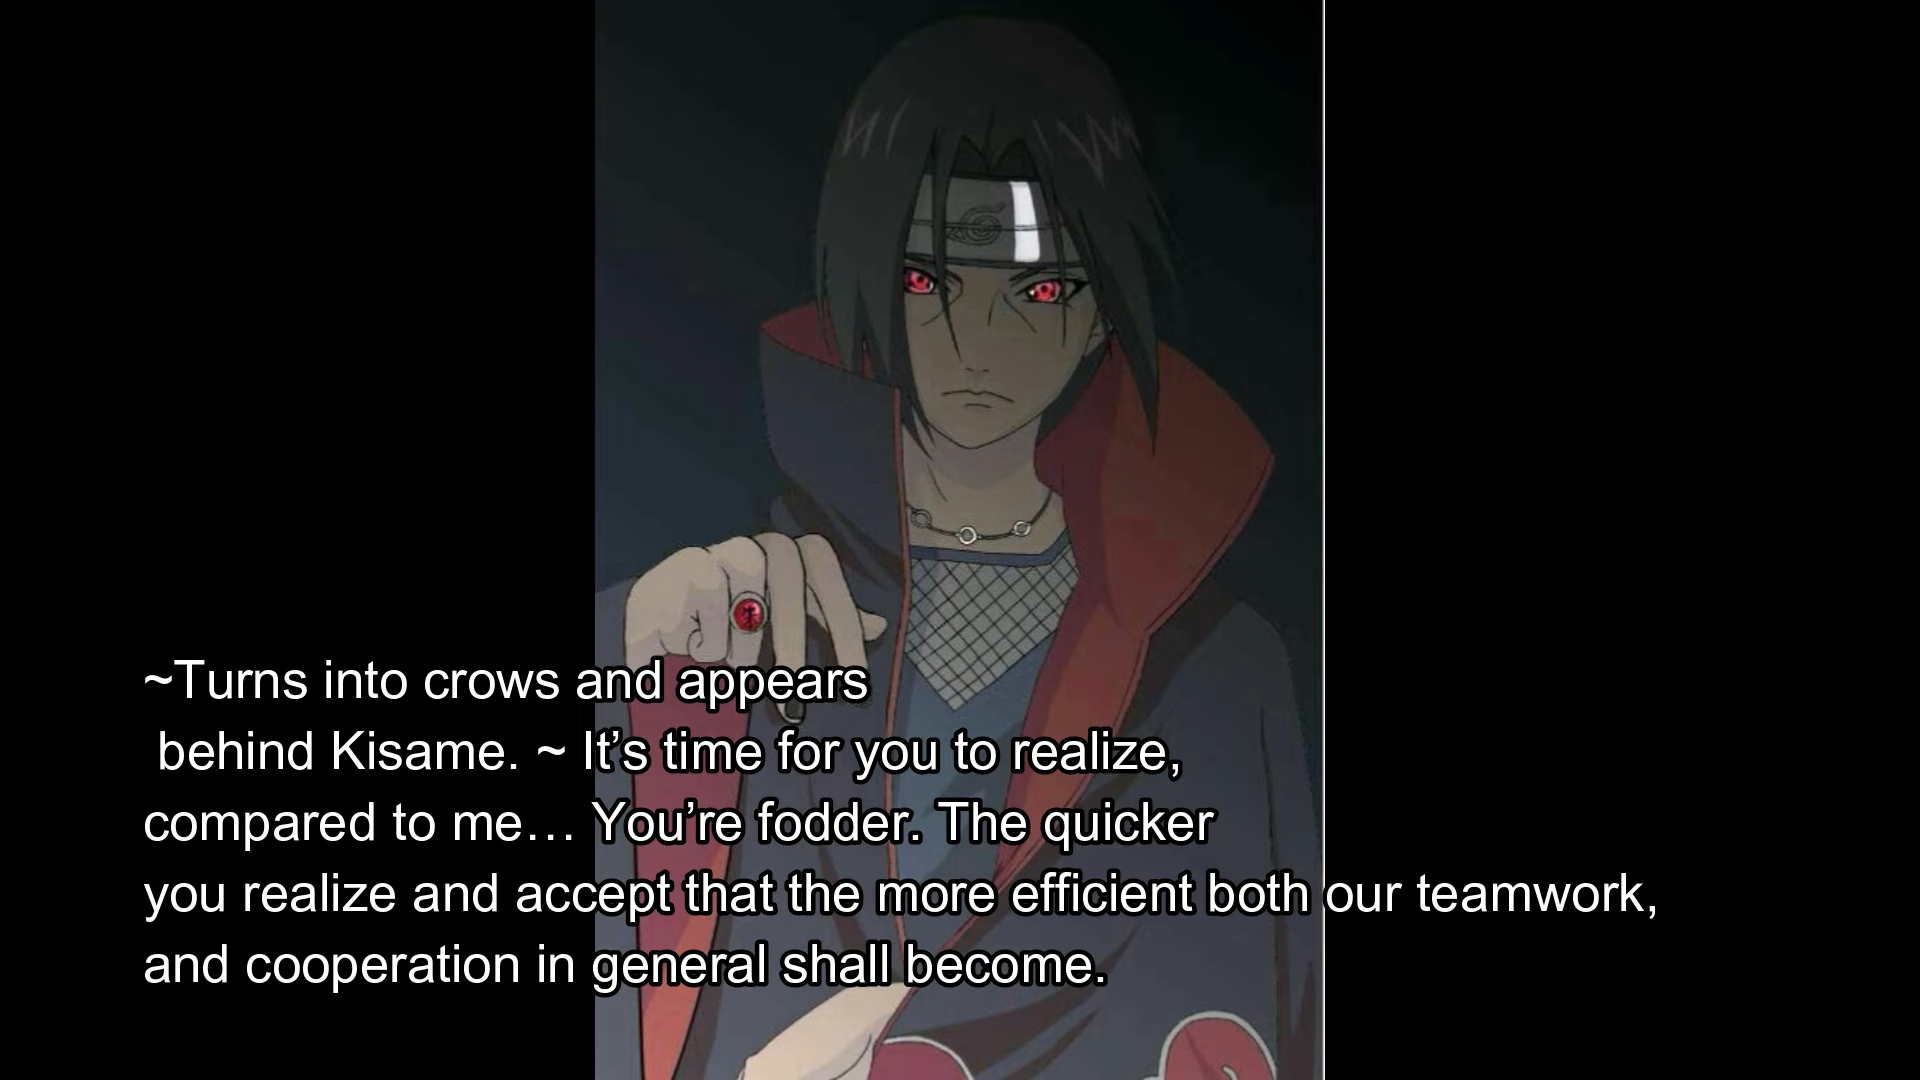 ~Turns into crows and appears
behind Kisame. ~ It’s time for you to realize,
compared to me… You’re fodder. The quicker
you realize and accept that the more efficient both our teamwork,
and cooperation in general shall become.
朱